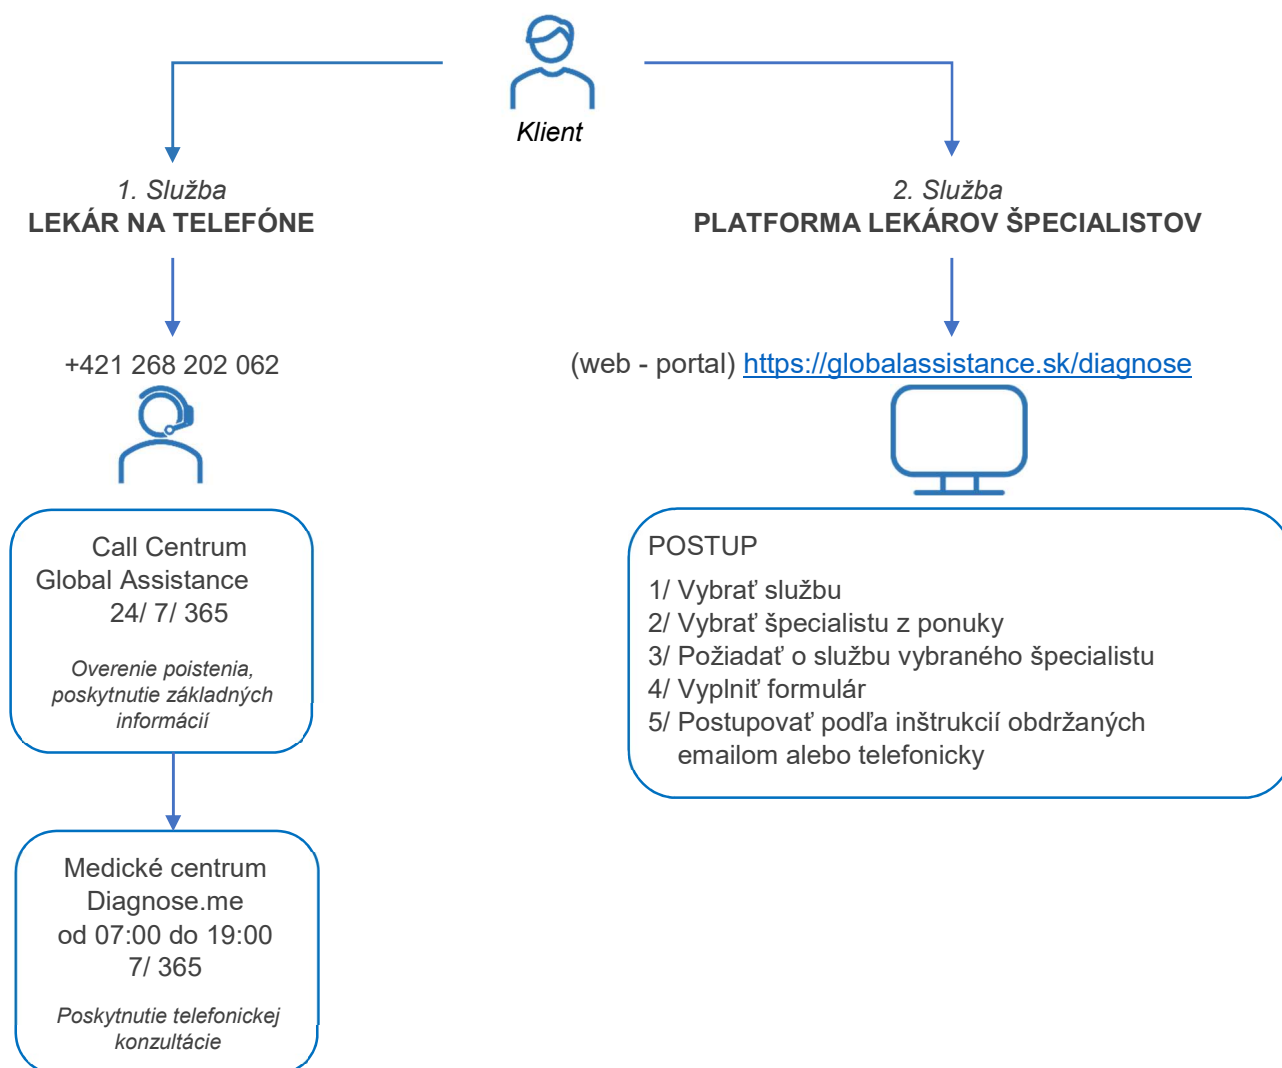 Klient
1. Služba
LEKÁR NA TELEFÓNE
+421 268 202 062
Call Centrum
Global Assistance
24/ 7/ 365
Overenie poistenia,
poskytnutie základných
informácií
Medické centrum
Diagnose.me
od 07:00 do 19:00
7/ 365
Poskytnutie telefonickej
konzultácie
2. Služba
PLATFORMA LEKÁROV ŠPECIALISTOV
(web - portal) https://globalassistance.sk/diagnose
POSTUP
1/ Vybrať službu
2/ Vybrať špecialistu z ponuky
3/ Požiadať o službu vybraného špecialistu
4/ Vyplniť formulár
5/ Postupovať podľa inštrukcií obdržaných
emailom alebo telefonicky